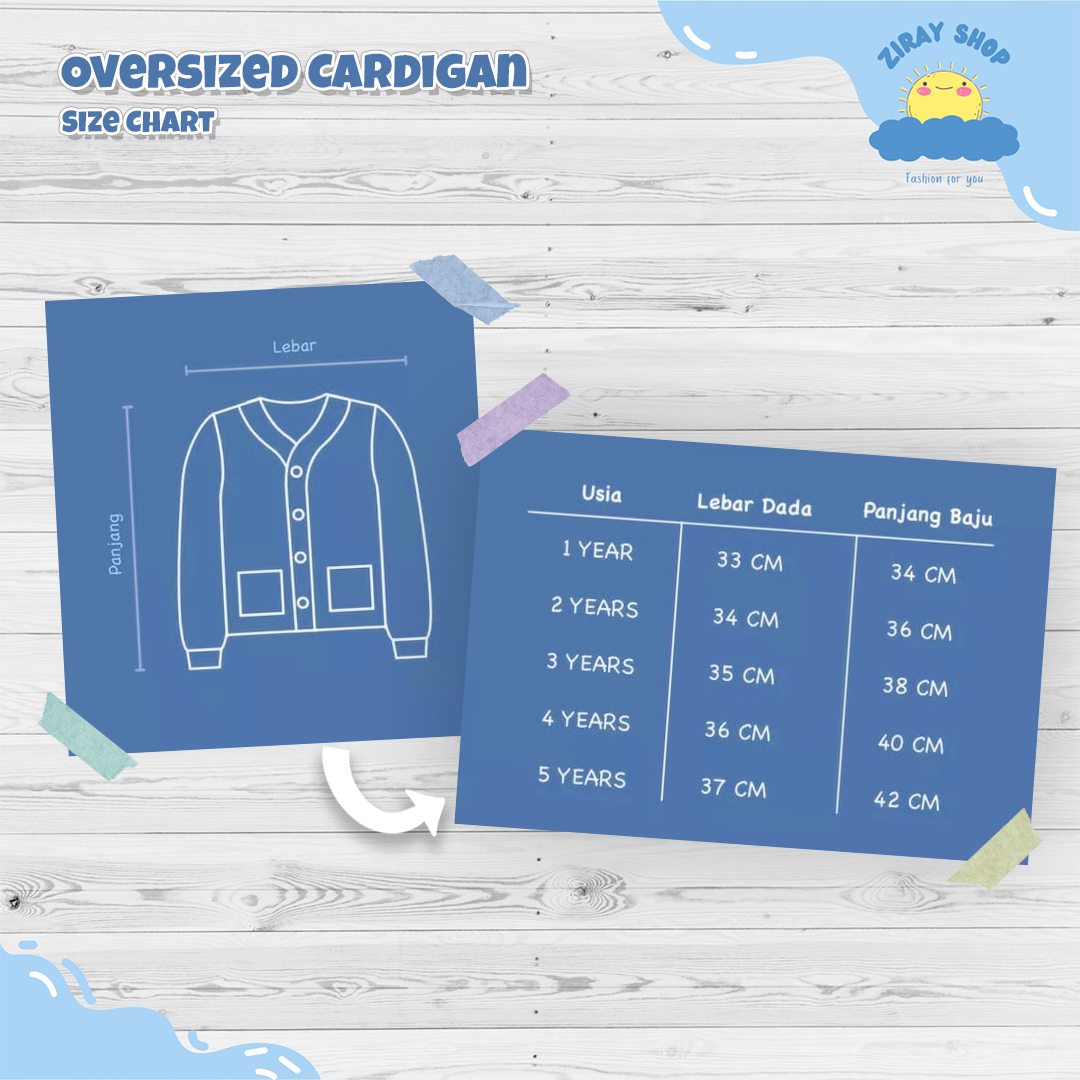 OVERSIZED CARDIGAN
SIZE CHART
ZIRAY SHOP
Fashion for you
Lebar
Panjang
Usia Lebar Dada Panjang Baju
1 YEAR 33 CM 34 CM
2 YEARS 34 CM 36 CM
3 YEARS 35 CM 38 CM
4 YEARS 36 CM 40 CM
5 YEARS 37 CM 42 CM